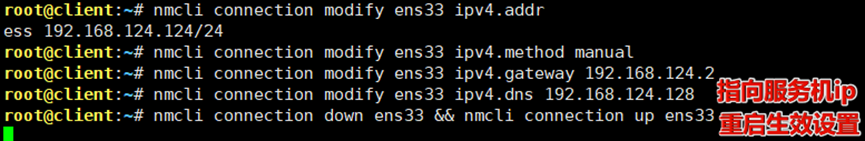 root@client:~# nmcli connection modify ens33 ipv4.addr
ess 192.168.124.124/24
root@client:~# nmcli connection modify ens33 ipv4.method manual
root@client:~# nmcli connection modify ens33 ipv4.gateway 192.168.124.2
root@client:~# nmcli connection modify ens33 ipv4.dns 192.168.124.128
指向服务机ip
root@client:~# nmcli connection down ens33 && nmcli connection up ens33
重启生效设置